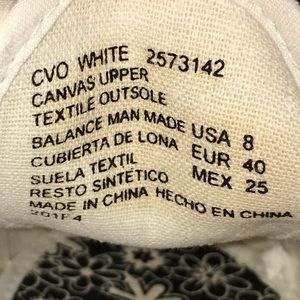 CVO WHITE 2573142
CANVAS UPPER
TEXTILE OUTSOLE
BALANCE MAN MADE USA 8
CUBIERTA DE LONA EUR 40
SUELA TEXTIL MEX 25
RESTO SINTÉTICO
MADE IN CHINA HECHO EN CHINA
201F4